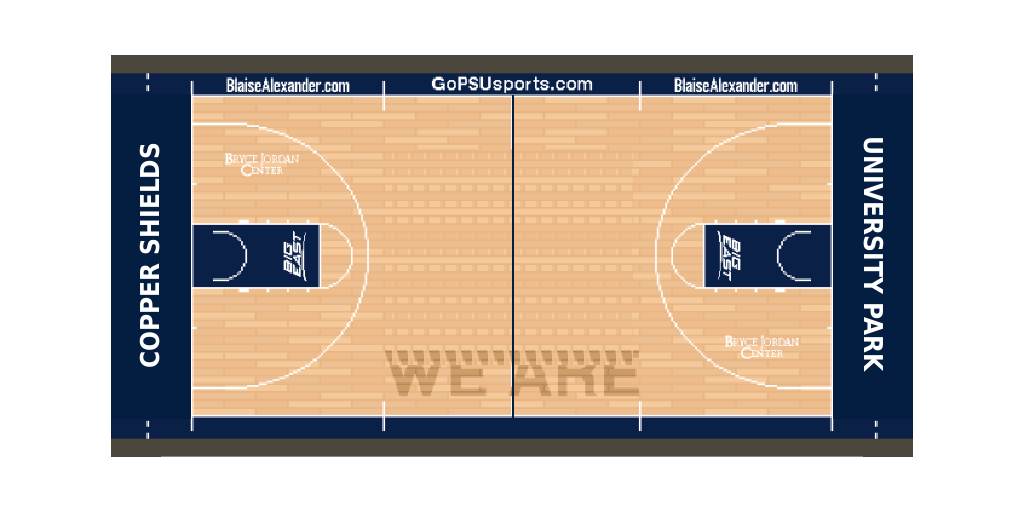 BlaiseAlexander.com
GoPSUsports.com
BlaiseAlexander.com
COPPER SHIELDS
BRYCE JORDAN
CENTER
BIG
EAST
BIG
EAST
UNIVERSITY PARK
BRYCE JORDAN
CENTER
WE ARE